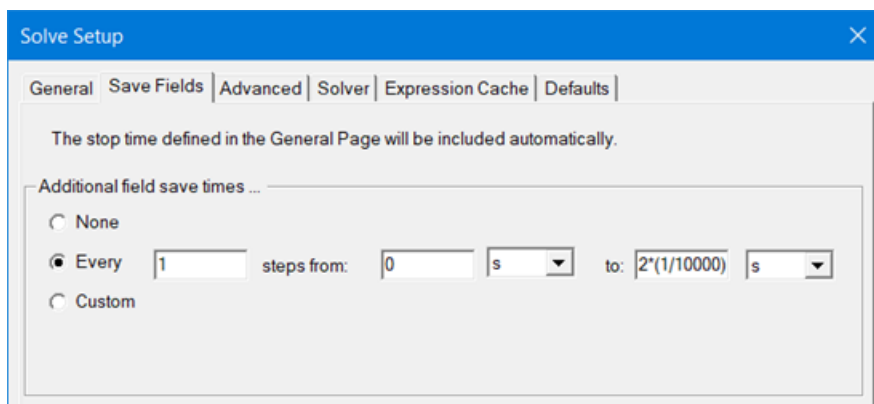 Solve Setup
General Save Fields Advanced Solver Expression Cache Defaults
The stop time defined in the General Page will be included automatically.
Additional field save times ...
None
Every 1 steps from: 0 s to: 2*(1/10000) s
Custom